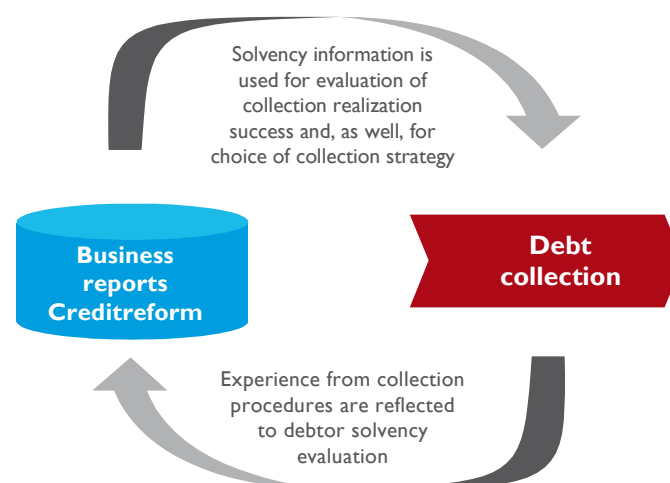 Solvency information is
used for evaluation of
collection realization
success and, as well, for
choice of collection strategy
Business
reports
Creditreform
Debt
collection
Experience from collection
procedures are reflected
to debtor solvency
evaluation